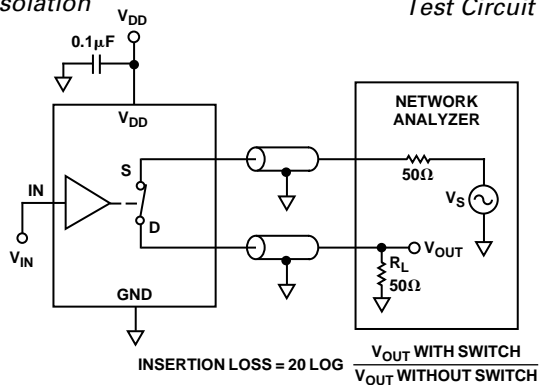 solation
Test Circuit
VDD
0.1µF
VDD
NETWORK
ANALYZER
S
IN
50Ω
VS
D
VIN
VOUT
RL
50Ω
GND
INSERTION LOSS = 20 LOG VOUT WITH SWITCH
VOUT WITHOUT SWITCH